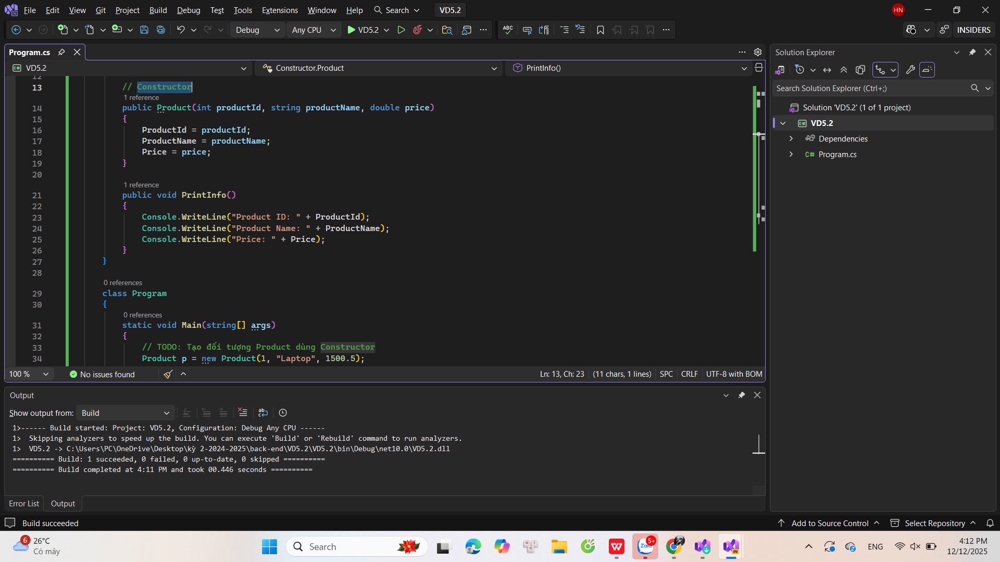 File Edit View Git Project Build Debug Test Tools Extensions Window Help Search VD5.2 HN
Debug Any CPU VD5.2 INSIDERS
Program.cs
VD5.2 Constructor.Product PrintInfo()
12
13 // Constructor
1 reference
14 public Product(int productId, string productName, double price)
15 {
16 ProductId = productId;
17 ProductName = productName;
18 Price = price;
19 }
20
1 reference
21 public void PrintInfo()
22 {
23 Console.WriteLine("Product ID: " + ProductId);
24 Console.WriteLine("Product Name: " + ProductName);
25 Console.WriteLine("Price: " + Price);
26 }
27 }
28
0 references
29 class Program
30 {
0 references
31 static void Main(string[] args)
32 {
33 // TODO: Tạo đối tượng Product dùng Constructor
34 Product p = new Product(1, "Laptop", 1500.5);
100 % No issues found Ln: 13, Ch: 23 (11 chars, 1 lines) SPC CRLF UTF-8 with BOM
Output
Show output from: Build
1>------ Build started: Project: VD5.2, Configuration: Debug Any CPU ------
1> Skipping analyzers to speed up the build. You can execute 'Build' or 'Rebuild' command to run analyzers.
1> VD5.2 -> C:\Users\PC\OneDrive\Desktop\kỳ 2-2024-2025\back-end\VD5.2\VD5.2\bin\Debug\net10.0\VD5.2.dll
========== Build: 1 succeeded, 0 failed, 0 up-to-date, 0 skipped ==========
========== Build completed at 4:11 PM and took 00.446 seconds ==========
Error List Output
Solution Explorer
Search Solution Explorer (Ctrl+;)
Solution 'VD5.2' (1 of 1 project)
VD5.2
Dependencies
C# Program.cs
Build succeeded Add to Source Control Select Repository
6 26°C
Có mây
Search
Zalo 5+
ENG
4:12 PM
12/12/2025